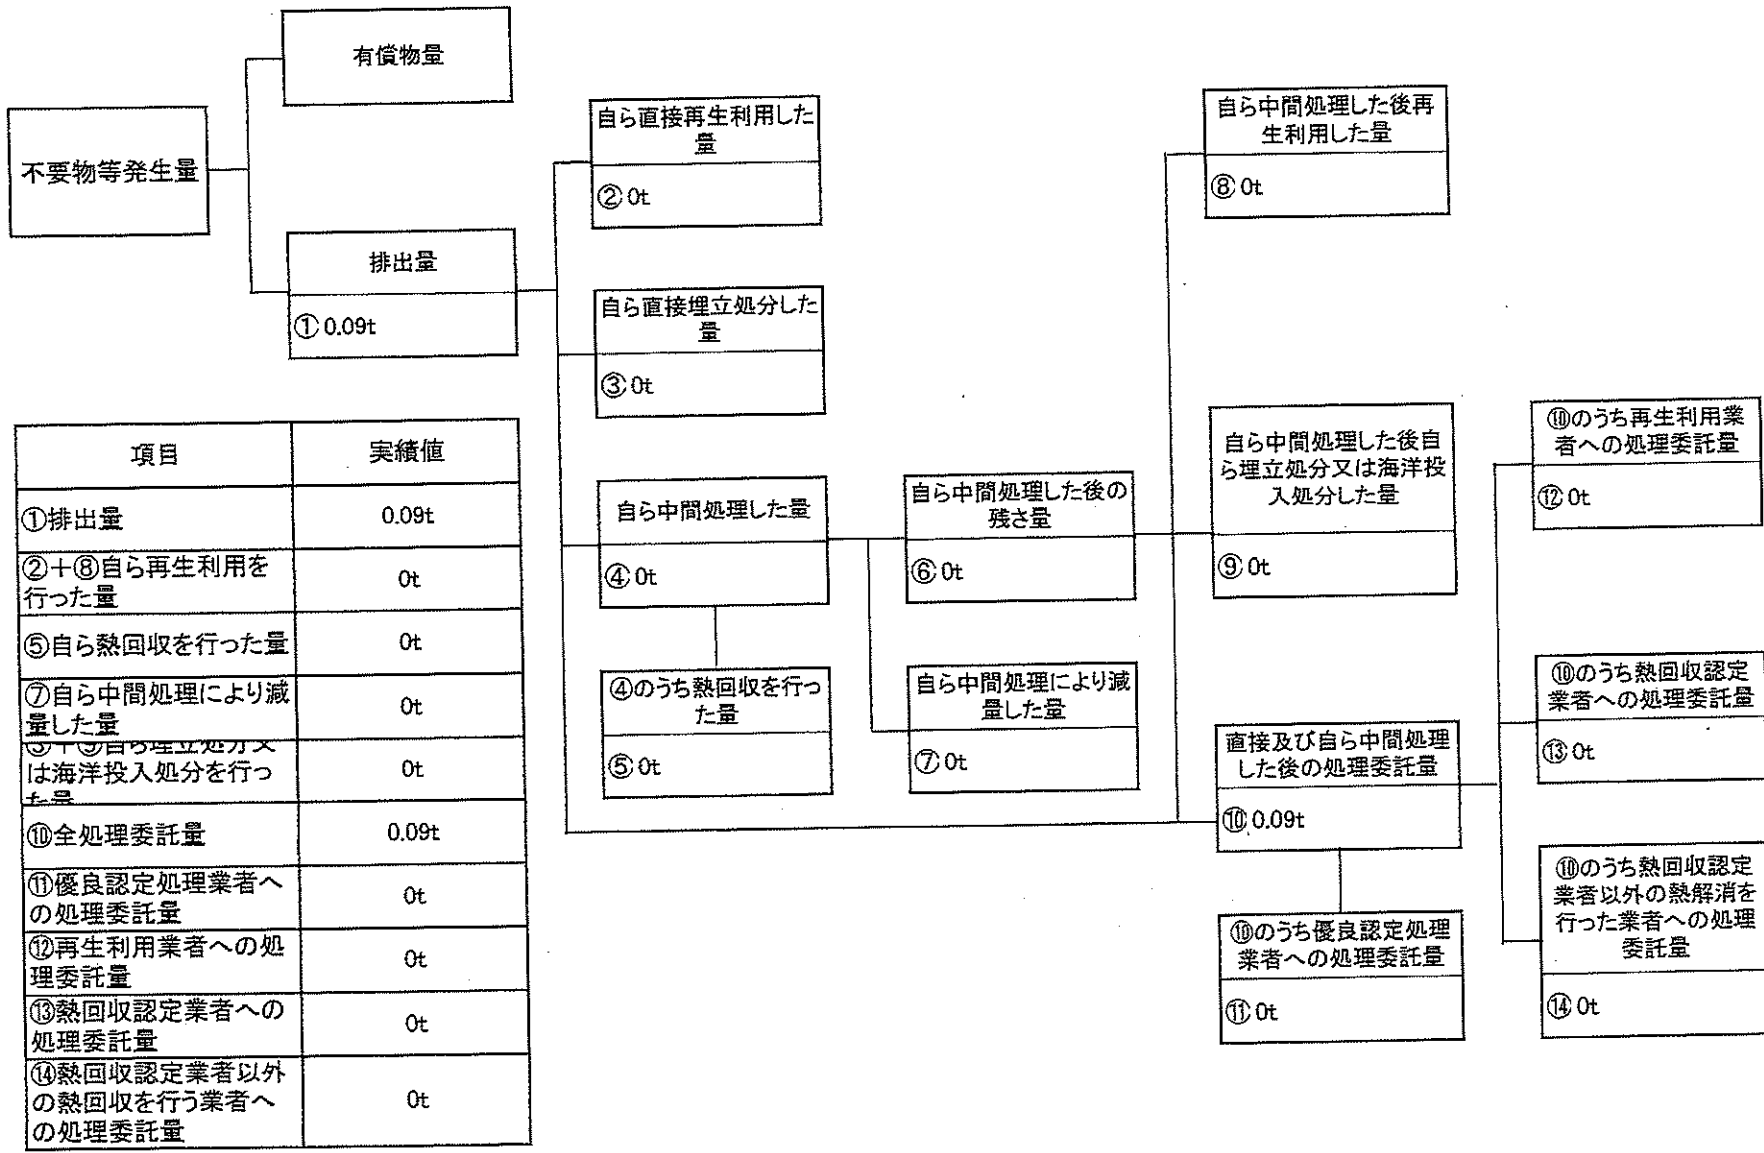 有償物量
不要物等発生量
排出量
① 0.09t
自ら直接再生利用した
量
② 0t
自ら直接埋立処分した
量
③ 0t
自ら中間処理した量
④ 0t
④のうち熱回収を行っ
た量
⑤ 0t
自ら中間処理した後の
残さ量
⑥ 0t
自ら中間処理により減
量した量
⑦ 0t
自ら中間処理した後再
生利用した量
⑧ 0t
自ら中間処理した後自
ら埋立処分又は海洋投
入処分した量
⑨ 0t
直接及び自ら中間処理
した後の処理委託量
⑩ 0.09t
⑩のうち優良認定処理
業者への処理委託量
⑪ 0t
⑩のうち再生利用業
者への処理委託量
⑫ 0t
⑩のうち熱回収認定
業者への処理委託量
⑬ 0t
⑩のうち熱回収認定
業者以外の熱解消を
行った業者への処理
委託量
⑭ 0t
項目 実績値
①排出量 0.09t
②+⑧自ら再生利用を
行った量 0t
⑤自ら熱回収を行った量 0t
⑦自ら中間処理により減
量した量 0t
③+⑨自ら埋立処分又
は海洋投入処分を行っ
た量 0t
⑩全処理委託量 0.09t
⑪優良認定処理業者へ
の処理委託量 0t
⑫再生利用業者への処
理委託量 0t
⑬熱回収認定業者への
処理委託量 0t
⑭熱回収認定業者以外
の熱回収を行う業者へ
の処理委託量 0t